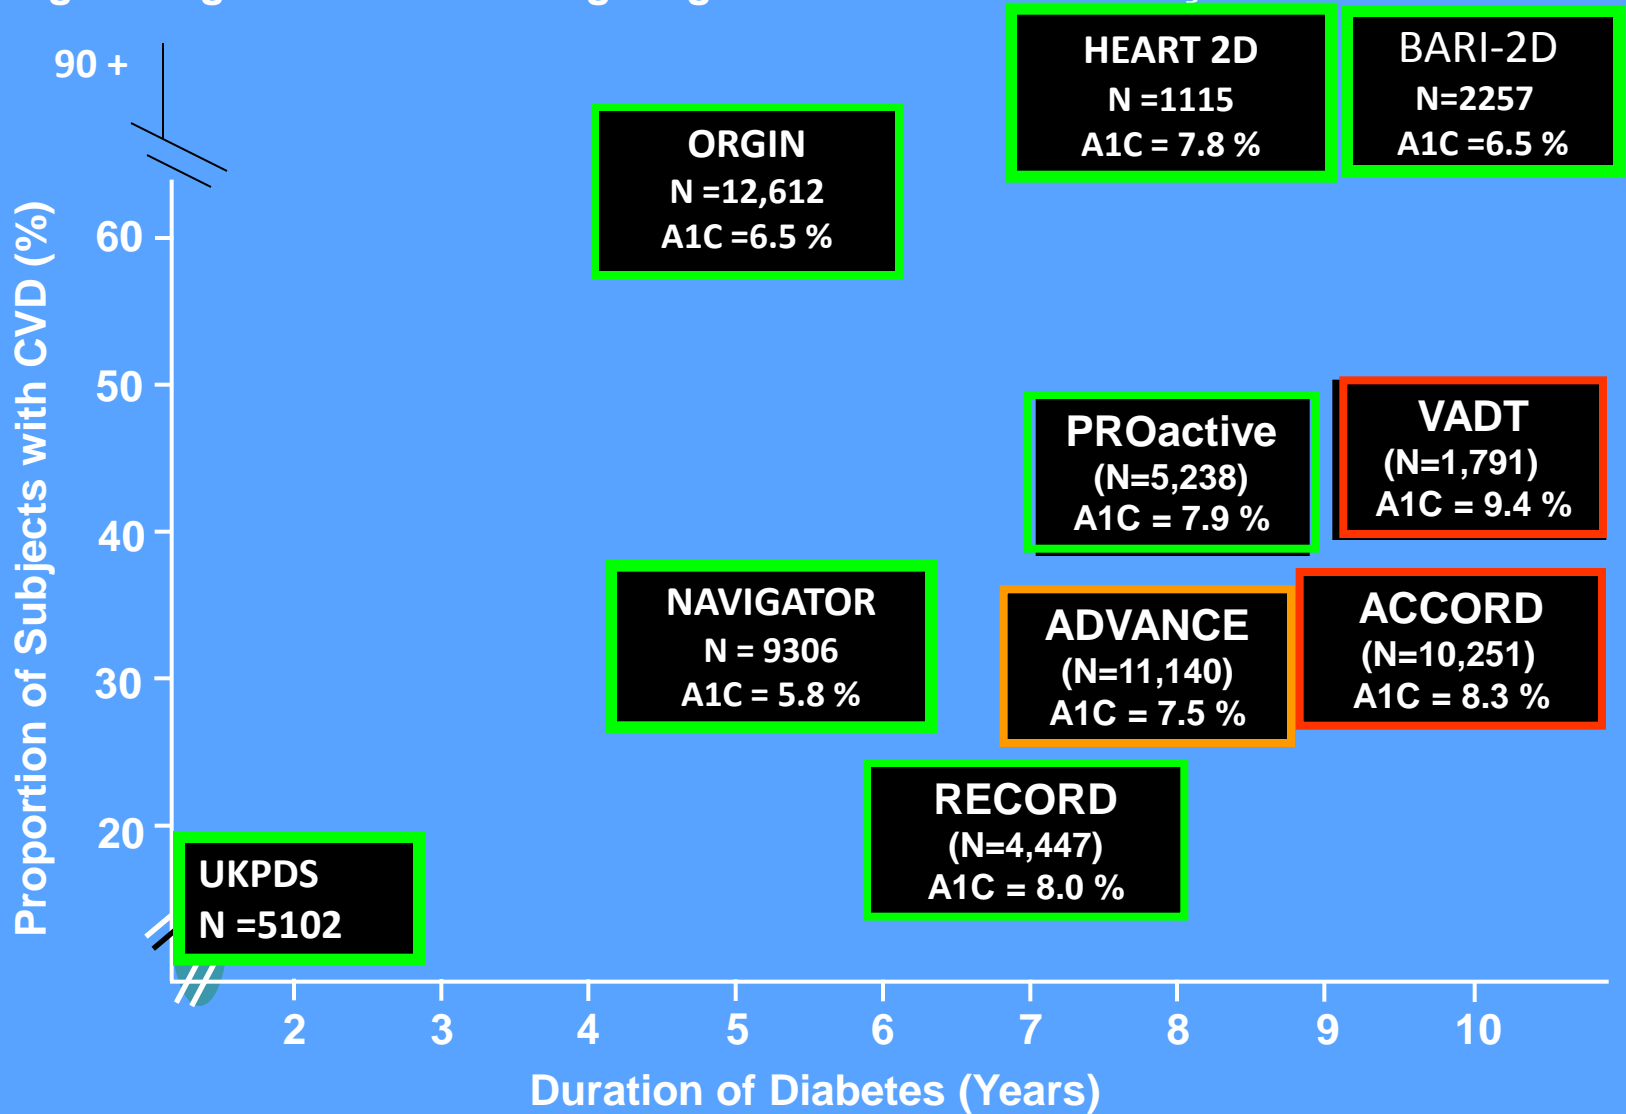 90 +
HEART 2D
N =1115
A1C = 7.8 %
BARI-2D
N=2257
A1C =6.5 %
ORGIN
N =12,612
A1C =6.5 %
60
50
40
30
20
Proportion of Subjects with CVD (%)
PROactive
(N=5,238)
A1C = 7.9 %
VADT
(N=1,791)
A1C = 9.4 %
NAVIGATOR
N = 9306
A1C = 5.8 %
ADVANCE
(N=11,140)
A1C = 7.5 %
ACCORD
(N=10,251)
A1C = 8.3 %
RECORD
(N=4,447)
A1C = 8.0 %
UKPDS
N =5102
2 3 4 5 6 7 8 9 10
Duration of Diabetes (Years)